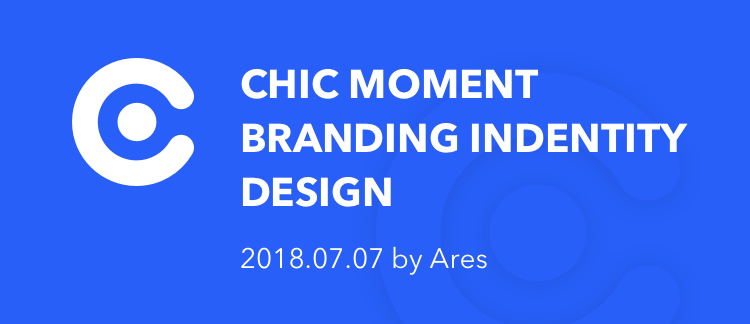 CHIC MOMENT
BRANDING INDENTITY
DESIGN
2018.07.07 by Ares